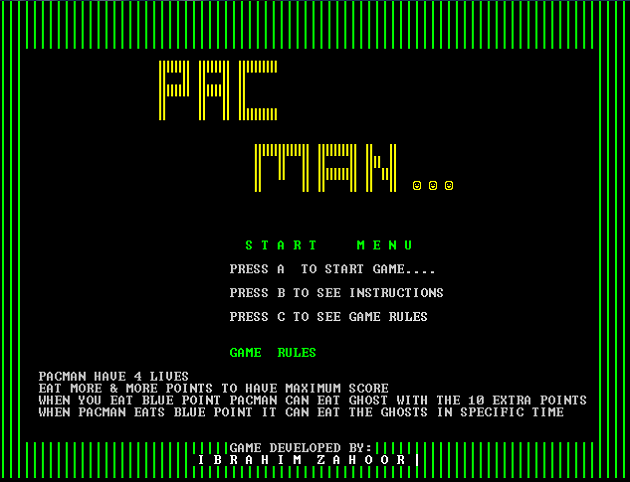 PAC
MAN...
START MENU
PRESS A TO START GAME....
PRESS B TO SEE INSTRUCTIONS
PRESS C TO SEE GAME RULES
GAME RULES
PACMAN HAVE 4 LIVES
EAT MORE & MORE POINTS TO HAVE MAXIMUM SCORE
WHEN YOU EAT BLUE POINT PACMAN CAN EAT GHOST WITH THE 10 EXTRA POINTS
WHEN PACMAN EATS BLUE POINT IT CAN EAT THE GHOSTS IN SPECIFIC TIME
GAME DEVELOPED BY:
IBRAHIM ZAHOOR